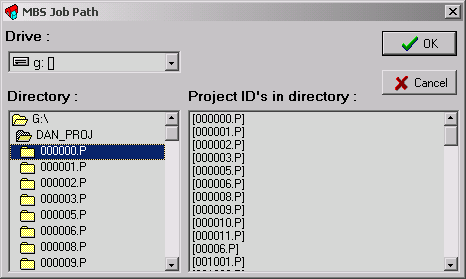 MBS Job Path
Drive :
OK
g: []
Cancel
Directory :
Project ID's in directory :
G:\
DAN_PROJ
000000.P
000001.P
000002.P
000003.P
000005.P
000006.P
000008.P
000009.P
[000000.P]
[000001.P]
[000002.P]
[000003.P]
[000005.P]
[000006.P]
[000008.P]
[000009.P]
[000010.P]
[000011.P]
[00006.P]
[001001.P]